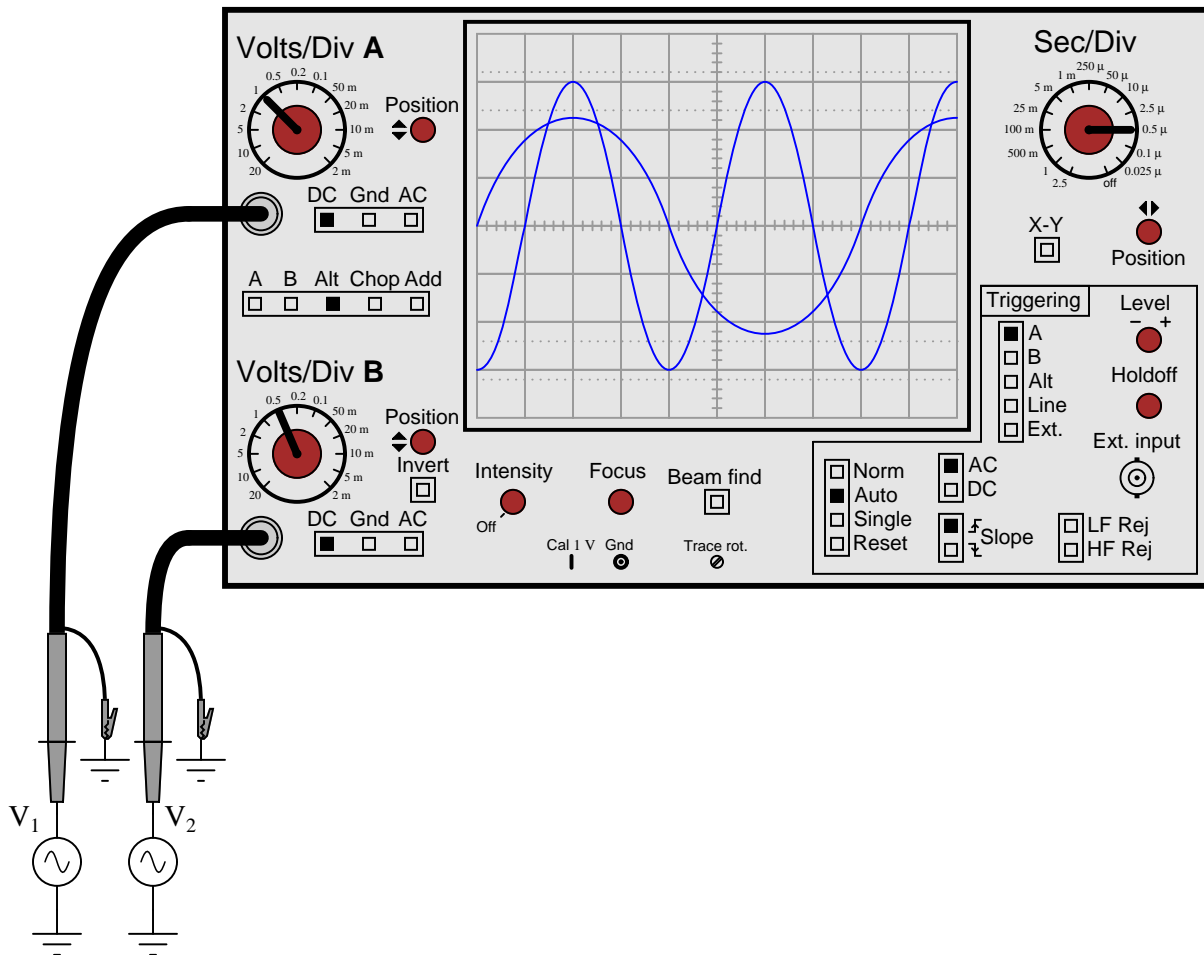 Volts/Div A
20 10 5 2 1 0.5 0.2 0.1 50 m 20 m 10 m 5 m 2 m
Position
DC Gnd AC
A B Alt Chop Add
Volts/Div B
20 10 5 2 1 0.5 0.2 0.1 50 m 20 m 10 m 5 m 2 m
Position
Invert
DC Gnd AC
Intensity
Off
Focus
Beam find
Cal 1 V Gnd
Trace rot.
Sec/Div
2.5 1 500 m 100 m 25 m 5 m 1 m 250 µ 50 µ 10 µ 2.5 µ 0.5 µ 0.1 µ 0.025 µ off
X-Y
Position
Triggering
A
B
Alt
Line
Ext.
Level
− +
Holdoff
Ext. input
Norm
Auto
Single
Reset
AC
DC
Slope
LF Rej
HF Rej
V1
V2